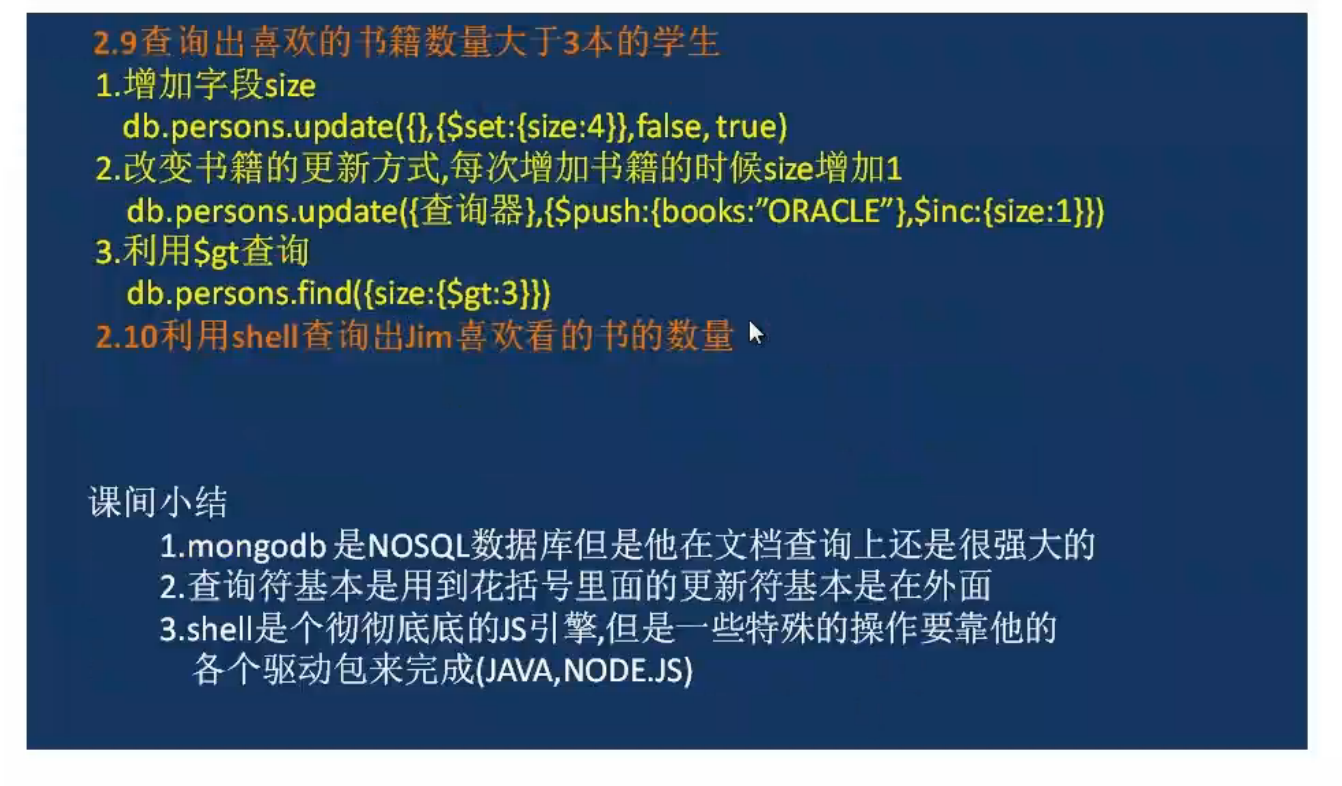 2.9查询出喜欢的书籍数量大于3本的学生
1.增加字段size
db.persons.update({},{$set:{size:4}},false, true)
2.改变书籍的更新方式,每次增加书籍的时候size增加1
db.persons.update({查询器},{$push:{books:”ORACLE”},$inc:{size:1}})
3.利用$gt查询
db.persons.find({size:{$gt:3}})
2.10利用shell查询出Jim喜欢看的书的数量
课间小结
1.mongodb 是NOSQL数据库但是他在文档查询上还是很强大的
2.查询符基本是用到花括号里面的更新符基本是在外面
3.shell是个彻彻底底的JS引擎,但是一些特殊的操作要靠他的
各个驱动包来完成(JAVA,NODE.JS)